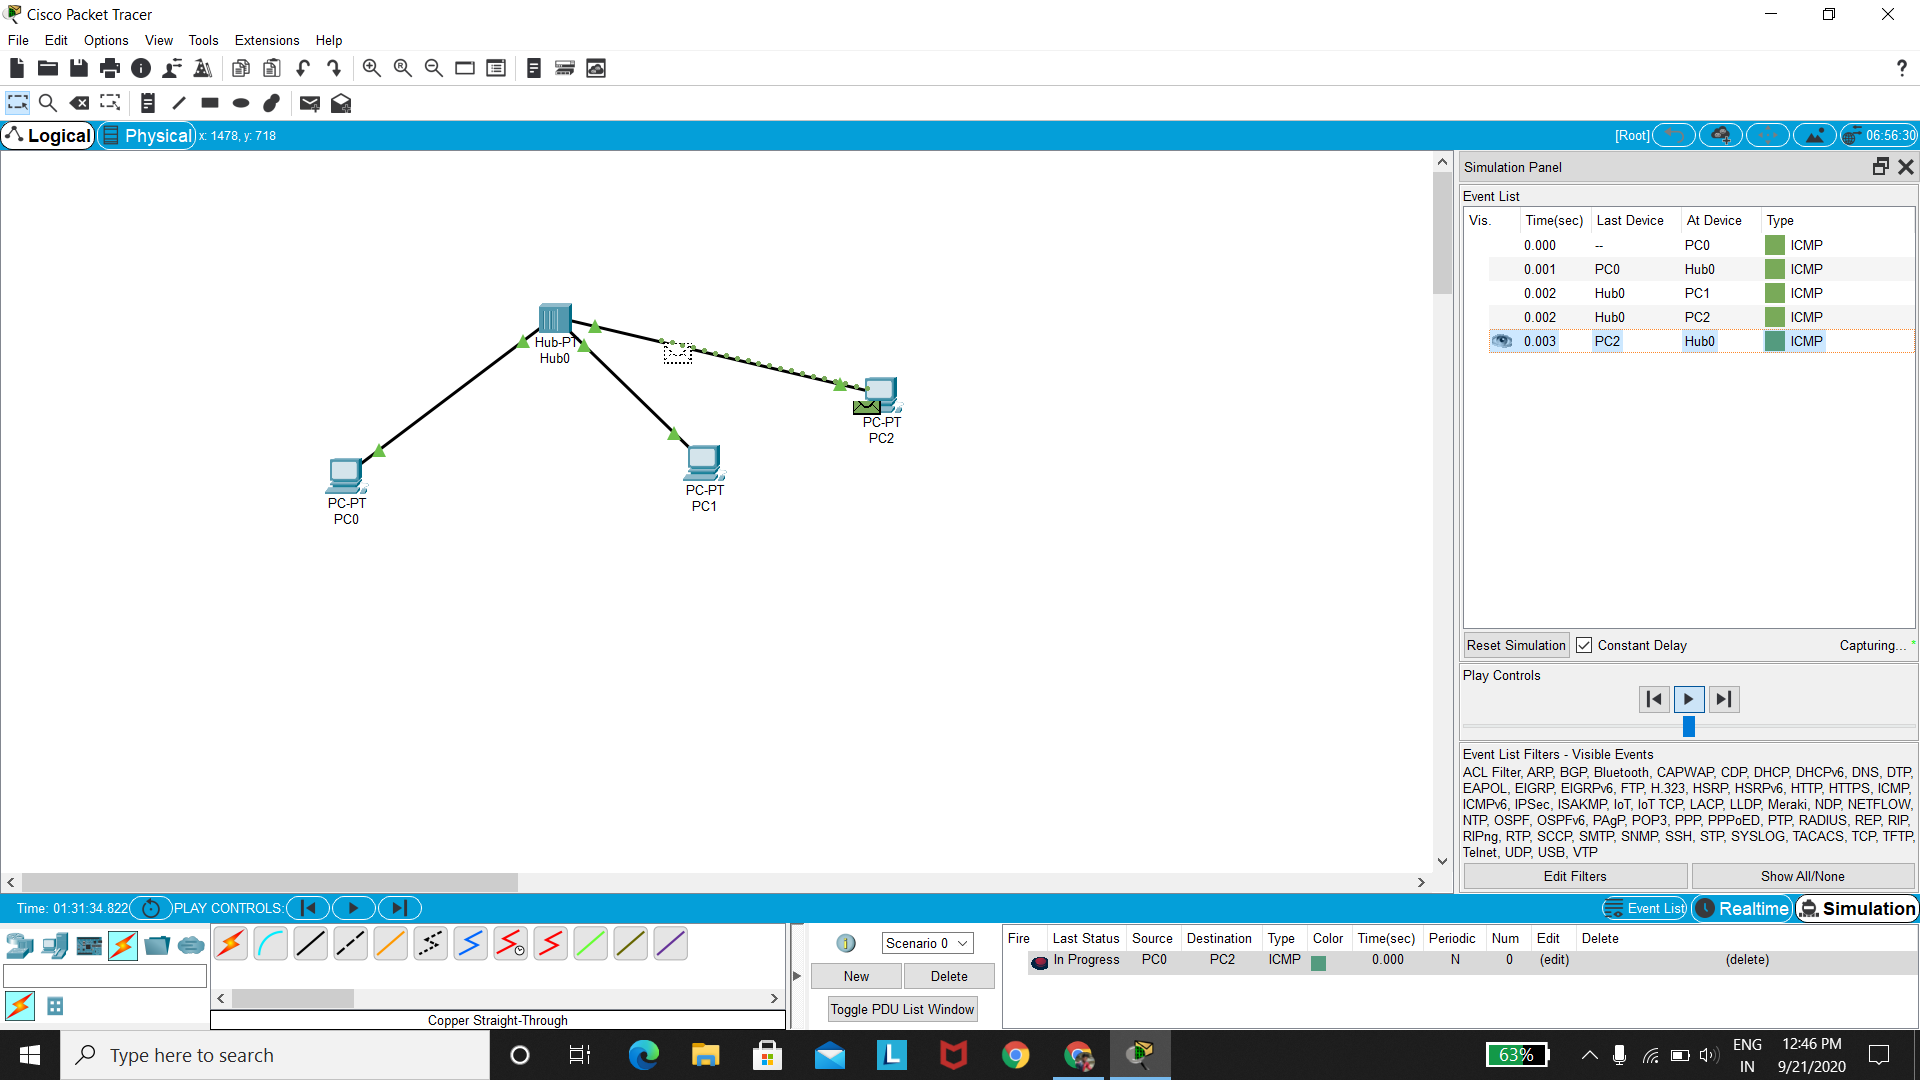 Cisco Packet Tracer
File Edit Options View Tools Extensions Help
Logical Physical x: 1478, y: 718 [Root] 06:56:30
Hub-PT
Hub0
PC-PT
PC2
PC-PT
PC1
PC-PT
PC0
Simulation Panel
Event List
Vis. Time(sec) Last Device At Device Type
0.000 -- PC0 ICMP
0.001 PC0 Hub0 ICMP
0.002 Hub0 PC1 ICMP
0.002 Hub0 PC2 ICMP
0.003 PC2 Hub0 ICMP
Reset Simulation Constant Delay Capturing... *
Play Controls
Event List Filters - Visible Events
ACL Filter, ARP, BGP, Bluetooth, CAPWAP, CDP, DHCP, DHCPv6, DNS, DTP,
EAPOL, EIGRP, EIGRPv6, FTP, H.323, HSRP, HSRPv6, HTTP, HTTPS, ICMP,
ICMPv6, IPSec, ISAKMP, IoT, IoT TCP, LACP, LLDP, Meraki, NDP, NETFLOW,
NTP, OSPF, OSPFv6, PAgP, POP3, PPP, PPPoED, PTP, RADIUS, REP, RIP,
RIPng, RTP, SCCP, SMTP, SNMP, SSH, STP, SYSLOG, TACACS, TCP, TFTP,
Telnet, UDP, USB, VTP
Edit Filters Show All/None
Time: 01:31:34.822 PLAY CONTROLS: Event List Realtime Simulation
Scenario 0
New Delete
Toggle PDU List Window
Copper Straight-Through
Fire Last Status Source Destination Type Color Time(sec) Periodic Num Edit Delete
In Progress PC0 PC2 ICMP 0.000 N 0 (edit) (delete)
Type here to search
63%
ENG
IN
12:46 PM
9/21/2020